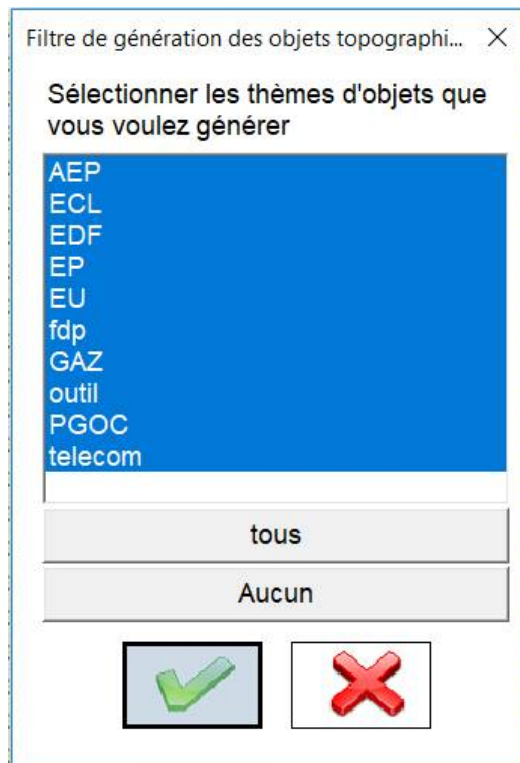 Filtre de génération des objets topographi...
Sélectionner les thèmes d'objets que
vous voulez générer
AEP
ECL
EDF
EP
EU
fdp
GAZ
outil
PGOC
telecom
tous
Aucun